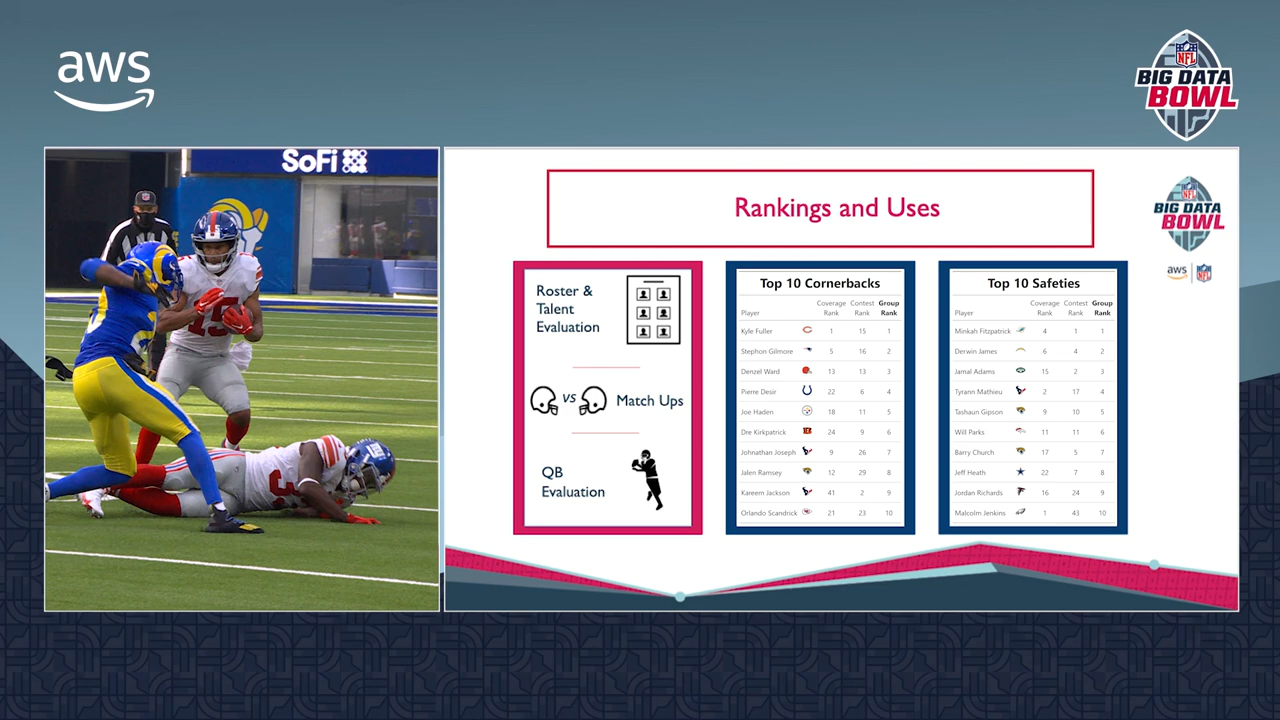 aws
NFL
BIG DATA
BOWL
SoFi
15
3
Rankings and Uses
BIG DATA
BOWL
aws
NFL
Roster &
Talent
Evaluation
VS
Match Ups
QB
Evaluation
Top 10 Cornerbacks
Player Coverage Rank Contest Rank Group Rank
Kyle Fuller 1 15 1
Stephon Gilmore 5 16 2
Denzel Ward 13 13 3
Pierre Desir 22 6 4
Joe Haden 18 11 5
Dre Kirkpatrick 24 9 6
Johnathan Joseph 9 26 7
Jalen Ramsey 12 29 8
Kareem Jackson 41 2 9
Orlando Scandrick 21 23 10
Top 10 Safeties
Player Coverage Rank Contest Rank Group Rank
Minkah Fitzpatrick 4 1 1
Derwin James 6 4 2
Jamal Adams 15 2 3
Tyrann Mathieu 2 17 4
Tashaun Gipson 9 10 5
Will Parks 11 11 6
Barry Church 17 5 7
Jeff Heath 22 7 8
Jordan Richards 16 24 9
Malcolm Jenkins 1 43 10